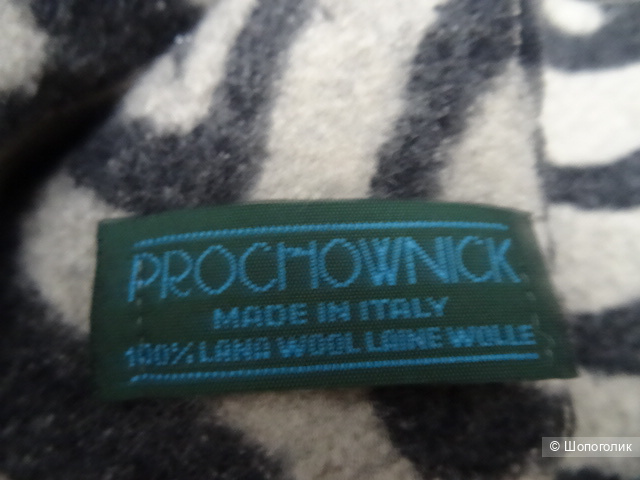 PROCHOWNICK
MADE IN ITALY
100% LANA WOOL LAINE WOLLE
© Шопоголик